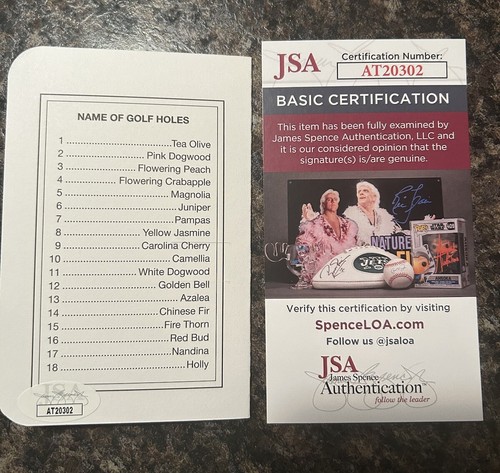 NAME OF GOLF HOLES
1 Tea Olive
2 Pink Dogwood
3 Flowering Peach
4 Flowering Crabapple
5 Magnolia
6 Juniper
7 Pampas
8 Yellow Jasmine
9 Carolina Cherry
10 Camellia
11 White Dogwood
12 Golden Bell
13 Azalea
14 Chinese Fir
15 Fire Thorn
16 Red Bud
17 Nandina
18 Holly
JSA
AT20302
JSA
Certification Number:
AT20302
BASIC CERTIFICATION
This item has been fully examined by
James Spence Authentication, LLC and
it is our considered opinion that the
signature(s) is/are genuine.
NATURE
JETS
Verify this certification by visiting
SpenceLOA.com
Follow us @jsaloa
JSA
James Spence
Authentication
follow the leader